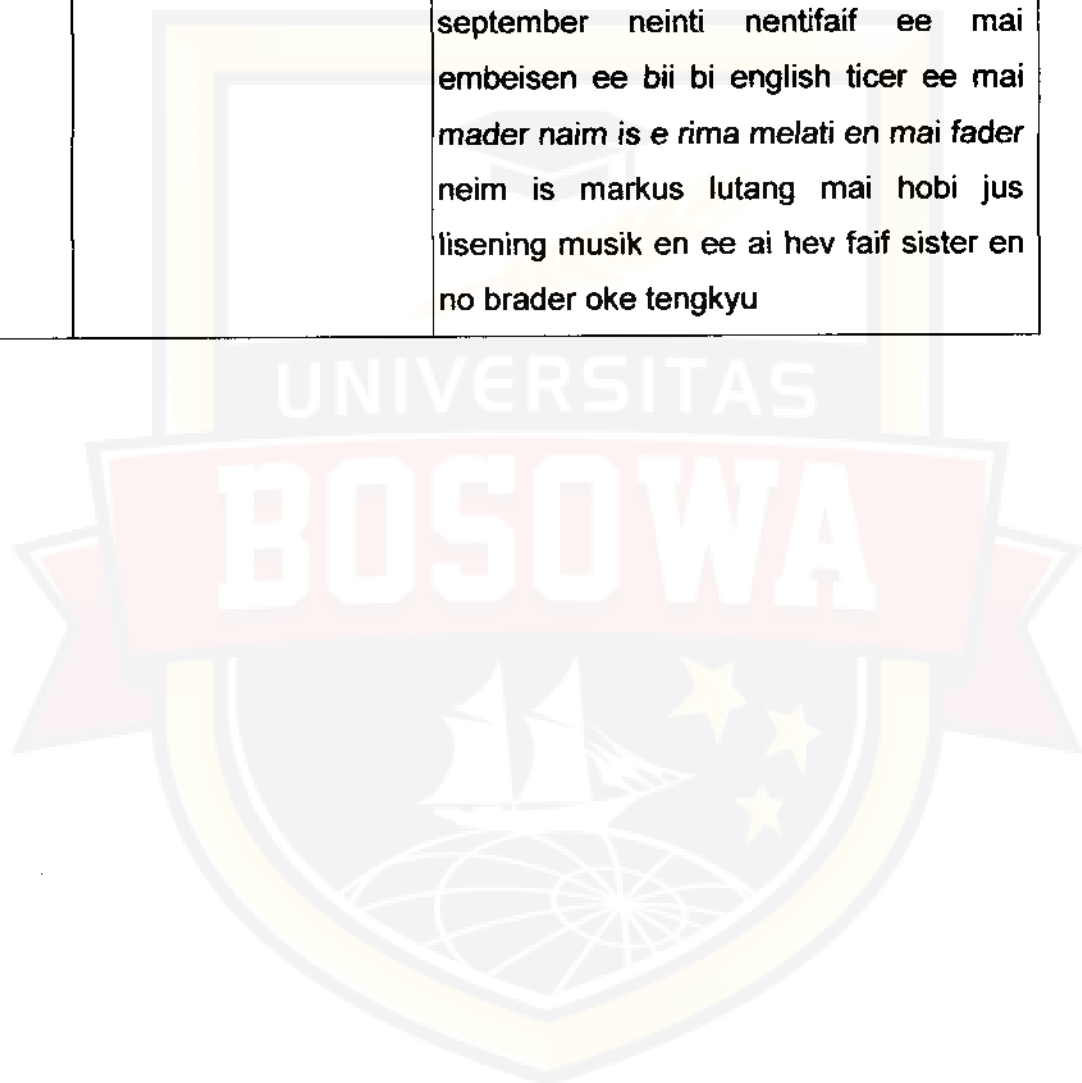 september neinti nentifaif ee mai
embeisen ee bii bi english ticer ee mai
mader naim is e rima melati en mai fader
neim is markus lutang mai hobi jus
lisening musik en ee ai hev faif sister en
no brader oke tengkyu
UNIVERSITAS
BOSOWA